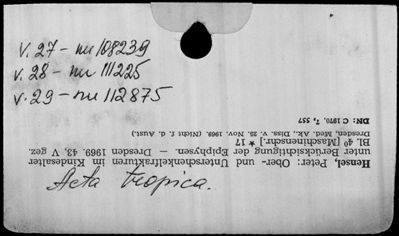 v. 27 – nu 108239
v. 28 – nu 111225
v. 29 – nu 112875
Acta tropica.
Hensel, Peter: Ober- und Unterschenkelfrakturen im Kindesalter
unter Berücksichtigung der Epiphysen. – Dresden 1969. 43, V gez.
Bl. 4º [Maschinenschr.] * 17
Dresden, Med. Ak., Diss. v. 25. Nov. 1969. (Nicht f. d. Aust.)
DN: C 1970, 7, 557